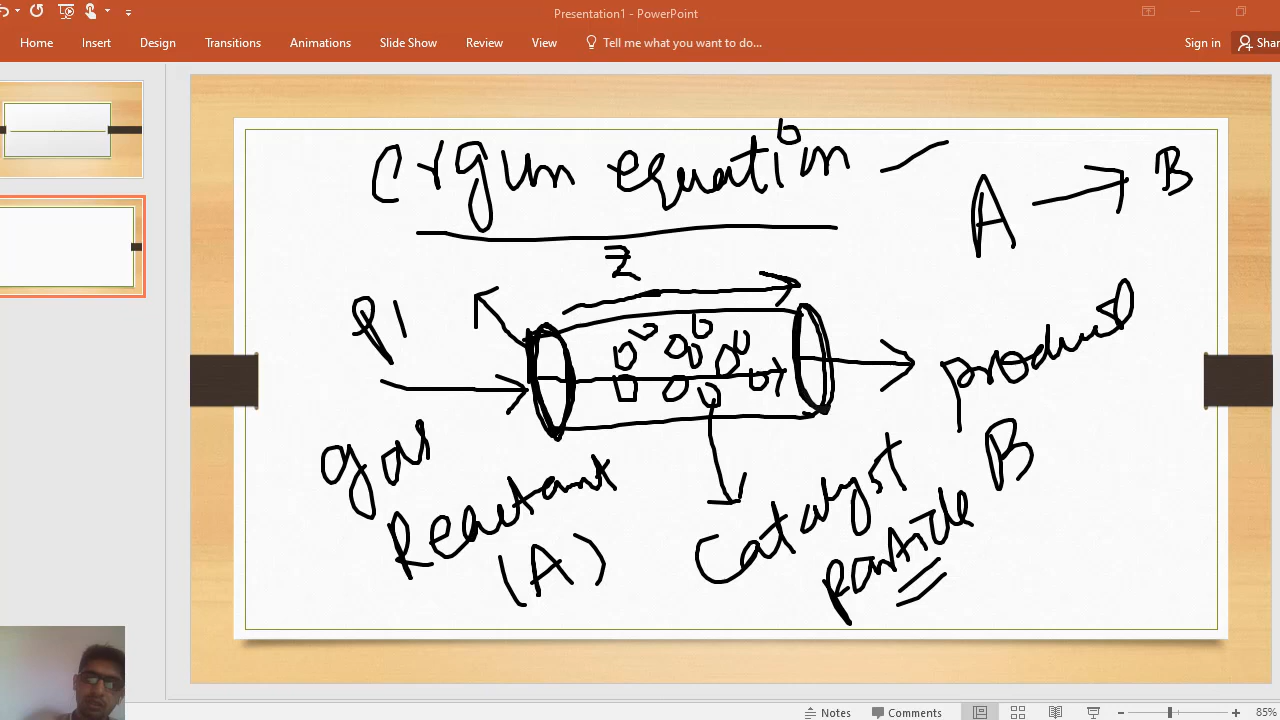 Presentation1 - PowerPoint
Home Insert Design Transitions Animations Slide Show Review View Tell me what you want to do... Sign in Shar
Ergun equation
A → B
Z
P1
gas
Reactant
(A)
Catalyst
particle
product
B
Notes Comments 85%